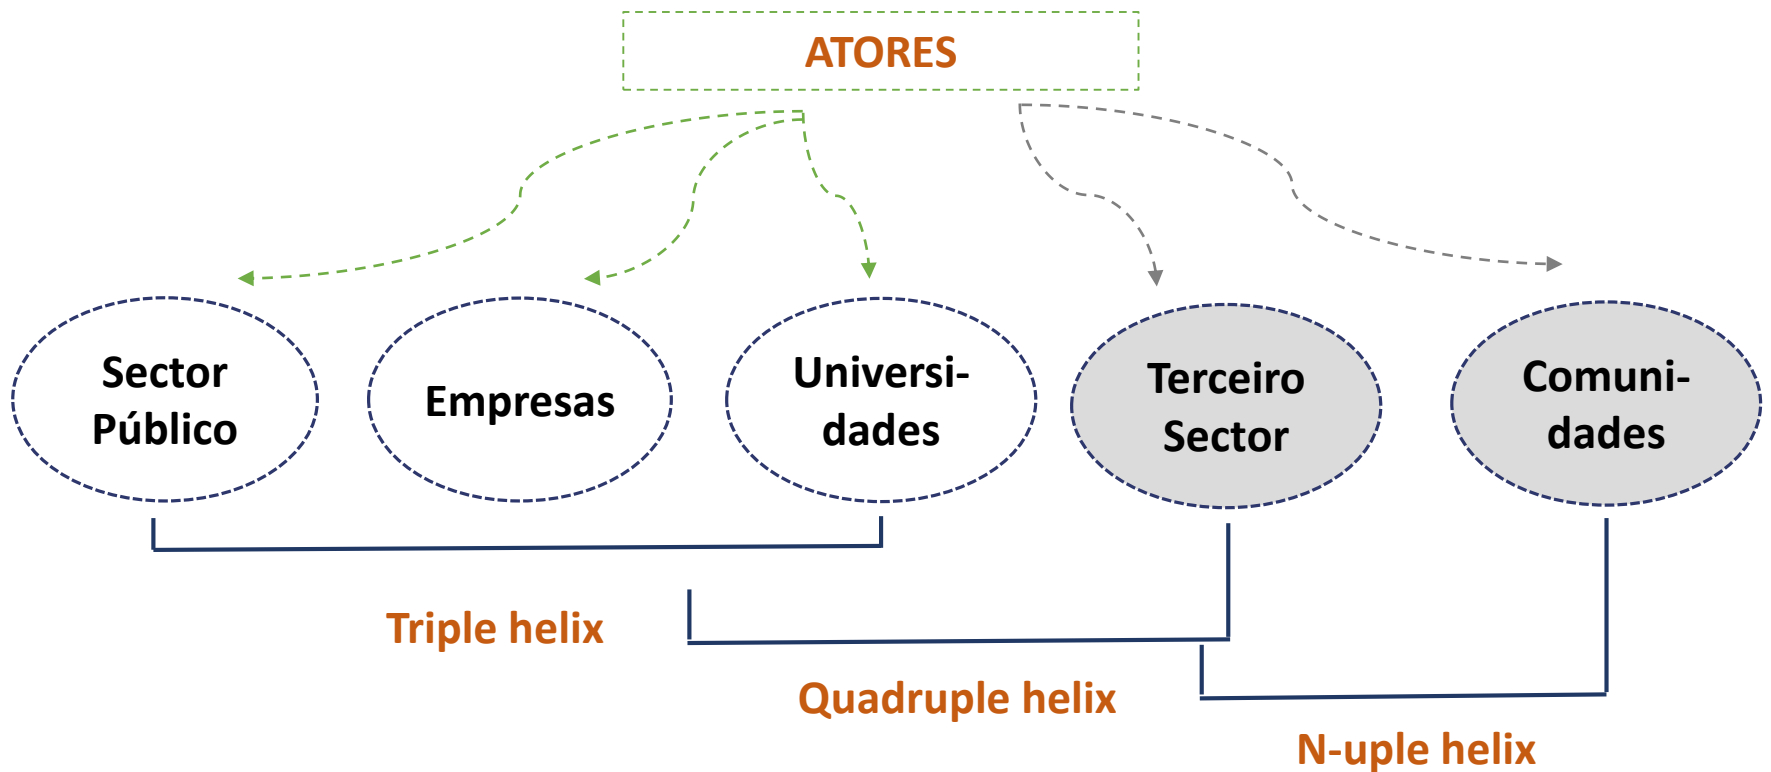 ATORES
Sector
Público
Empresas
Universi-
dades
Terceiro
Sector
Comuni-
dades
Triple helix
Quadruple helix
N-uple helix